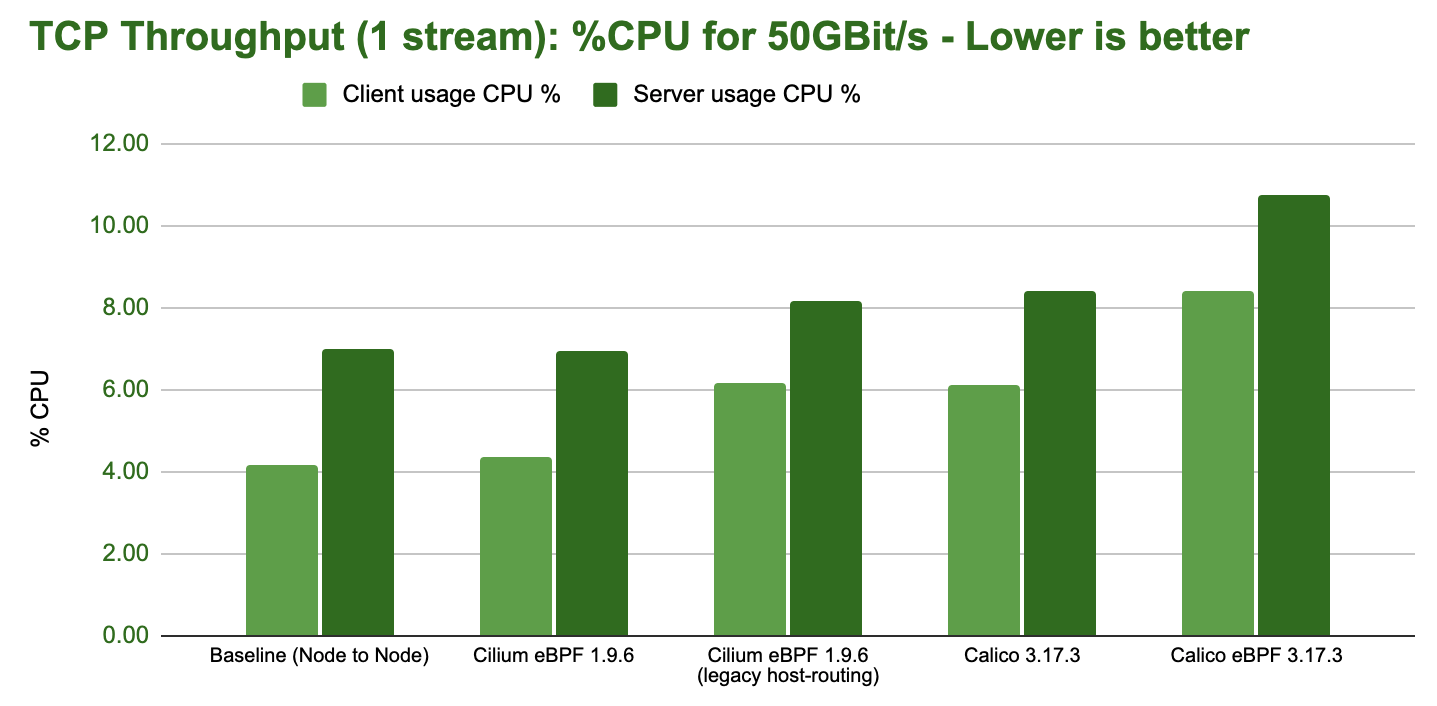 TCP Throughput (1 stream): %CPU for 50GBit/s - Lower is better
Client usage CPU %
Server usage CPU %
12.00
10.00
8.00
6.00
4.00
2.00
0.00
% CPU
Baseline (Node to Node)
Cilium eBPF 1.9.6
Cilium eBPF 1.9.6
(legacy host-routing)
Calico 3.17.3
Calico eBPF 3.17.3